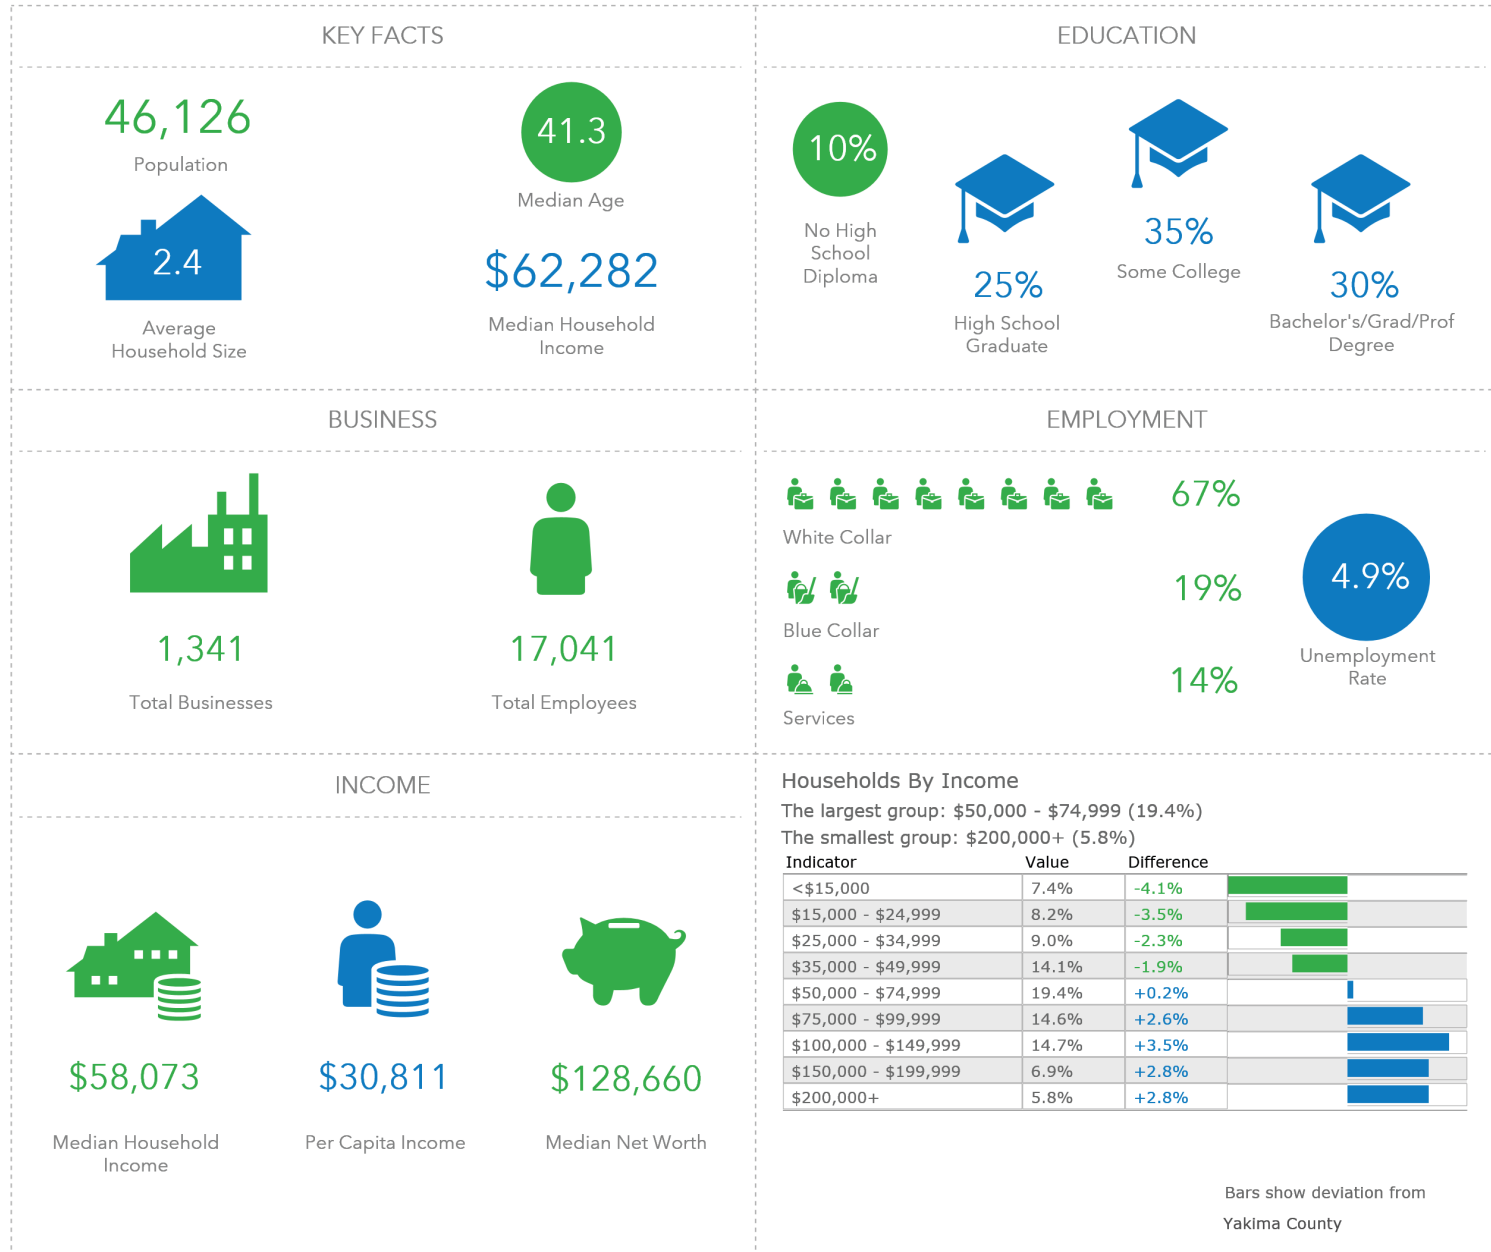 KEY FACTS
46,126
Population
2.4
Average
Household Size
41.3
Median Age
$62,282
Median Household
Income
EDUCATION
10%
No High
School
Diploma
25%
High School
Graduate
35%
Some College
30%
Bachelor's/Grad/Prof
Degree
BUSINESS
1,341
Total Businesses
17,041
Total Employees
EMPLOYMENT
67%
White Collar
19%
Blue Collar
14%
Services
4.9%
Unemployment
Rate
INCOME
$58,073
Median Household
Income
$30,811
Per Capita Income
$128,660
Median Net Worth
Households By Income
The largest group: $50,000 - $74,999 (19.4%)
The smallest group: $200,000+ (5.8%)
Indicator Value Difference
<$15,000 7.4% -4.1%
$15,000 - $24,999 8.2% -3.5%
$25,000 - $34,999 9.0% -2.3%
$35,000 - $49,999 14.1% -1.9%
$50,000 - $74,999 19.4% +0.2%
$75,000 - $99,999 14.6% +2.6%
$100,000 - $149,999 14.7% +3.5%
$150,000 - $199,999 6.9% +2.8%
$200,000+ 5.8% +2.8%
Bars show deviation from
Yakima County